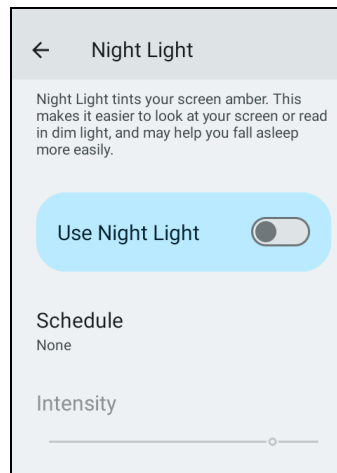 Night Light
Night Light tints your screen amber. This
makes it easier to look at your screen or read
in dim light, and may help you fall asleep
more easily.
Use Night Light
Schedule
None
Intensity